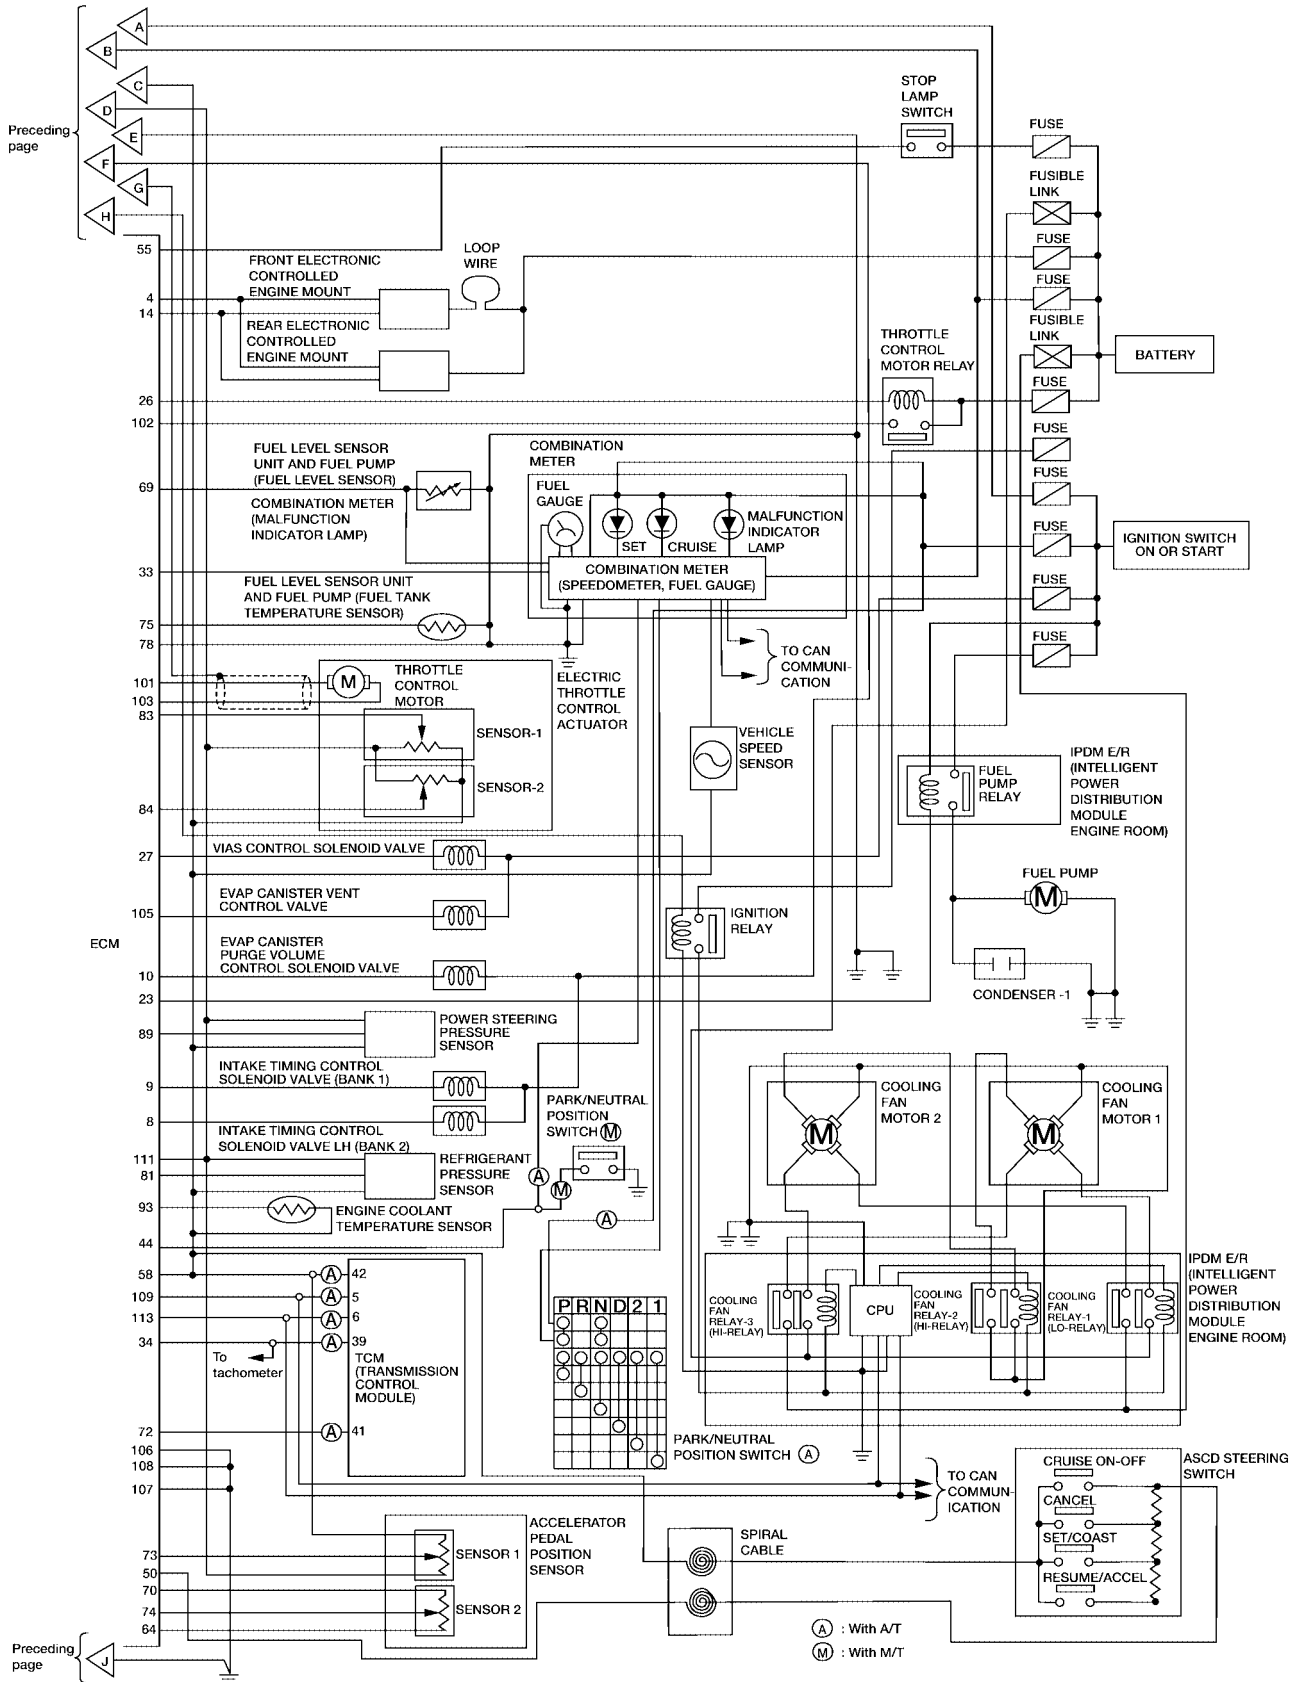 A
B
C
D
Preceding
page
E
F
G
H
STOP
LAMP
SWITCH
FUSE
FUSIBLE
LINK
FUSE
FUSE
FUSIBLE
LINK
BATTERY
FUSE
FUSE
FUSE
FUSE
IGNITION SWITCH
ON OR START
FUSE
FUSE
55
FRONT ELECTRONIC
CONTROLLED
ENGINE MOUNT
LOOP
WIRE
4
14
REAR ELECTRONIC
CONTROLLED
ENGINE MOUNT
THROTTLE
CONTROL
MOTOR RELAY
26
102
FUEL LEVEL SENSOR
UNIT AND FUEL PUMP
(FUEL LEVEL SENSOR)
COMBINATION
METER
69
COMBINATION METER
(MALFUNCTION
INDICATOR LAMP)
FUEL
GAUGE
SET
CRUISE
MALFUNCTION
INDICATOR
LAMP
33
COMBINATION METER
(SPEEDOMETER, FUEL GAUGE)
FUEL LEVEL SENSOR UNIT
AND FUEL PUMP (FUEL TANK
TEMPERATURE SENSOR)
75
78
TO CAN
COMMUNI-
CATION
101
103
83
M
THROTTLE
CONTROL
MOTOR
ELECTRIC
THROTTLE
CONTROL
ACTUATOR
SENSOR-1
SENSOR-2
VEHICLE
SPEED
SENSOR
84
FUEL
PUMP
RELAY
IPDM E/R
(INTELLIGENT
POWER
DISTRIBUTION
MODULE
ENGINE ROOM)
27
VIAS CONTROL SOLENOID VALVE
EVAP CANISTER VENT
CONTROL VALVE
105
FUEL PUMP
M
IGNITION
RELAY
ECM
EVAP CANISTER
PURGE VOLUME
CONTROL SOLENOID VALVE
10
23
CONDENSER -1
89
POWER STEERING
PRESSURE
SENSOR
INTAKE TIMING CONTROL
SOLENOID VALVE (BANK 1)
9
8
INTAKE TIMING CONTROL
SOLENOID VALVE LH (BANK 2)
PARK/NEUTRAL
POSITION
SWITCH M
COOLING
FAN
MOTOR 2
M
COOLING
FAN
MOTOR 1
M
111
81
REFRIGERANT
PRESSURE
SENSOR
A
M
93
ENGINE COOLANT
TEMPERATURE SENSOR
A
44
58
A 42
109
A 5
113
A 6
34
A 39
To
tachometer
TCM
(TRANSMISSION
CONTROL
MODULE)
72
A 41
P R N D 2 1
COOLING
FAN
RELAY-3
(HI-RELAY)
CPU
COOLING
FAN
RELAY-2
(HI-RELAY)
COOLING
FAN
RELAY-1
(LO-RELAY)
IPDM E/R
(INTELLIGENT
POWER
DISTRIBUTION
MODULE
ENGINE ROOM)
PARK/NEUTRAL
POSITION SWITCH A
106
108
107
TO CAN
COMMUN-
ICATION
CRUISE ON-OFF
CANCEL
SET/COAST
RESUME/ACCEL
ASCD STEERING
SWITCH
ACCELERATOR
PEDAL
POSITION
SENSOR
SPIRAL
CABLE
73
SENSOR 1
50
70
74
SENSOR 2
64
A : With A/T
M : With M/T
Preceding
page
J